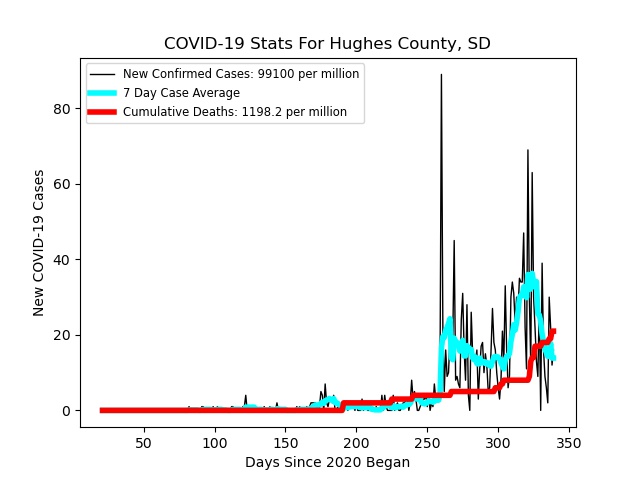 COVID-19 Stats For Hughes County, SD
New Confirmed Cases: 99100 per million
7 Day Case Average
Cumulative Deaths: 1198.2 per million
New COVID-19 Cases
80
60
40
20
0
50 100 150 200 250 300 350
Days Since 2020 Began